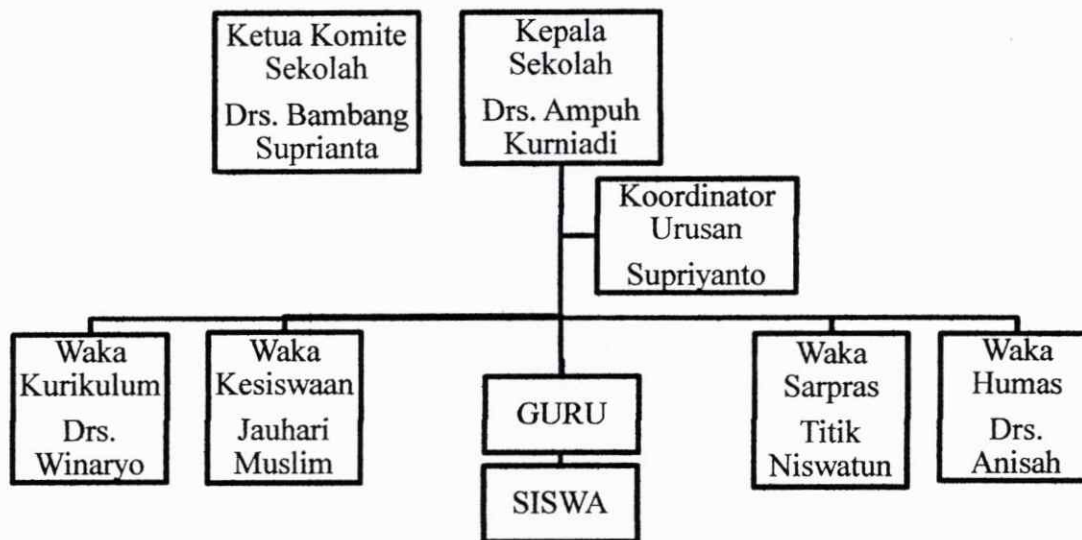 Ketua Komite
Sekolah
Drs. Bambang
Suprianta
Kepala
Sekolah
Drs. Ampuh
Kurniadi
Koordinator
Urusan
Supriyanto
Waka
Kurikulum
Drs.
Winaryo
Waka
Kesiswaan
Jauhari
Muslim
GURU
SISWA
Waka
Sarpras
Titik
Niswatun
Waka
Humas
Drs.
Anisah